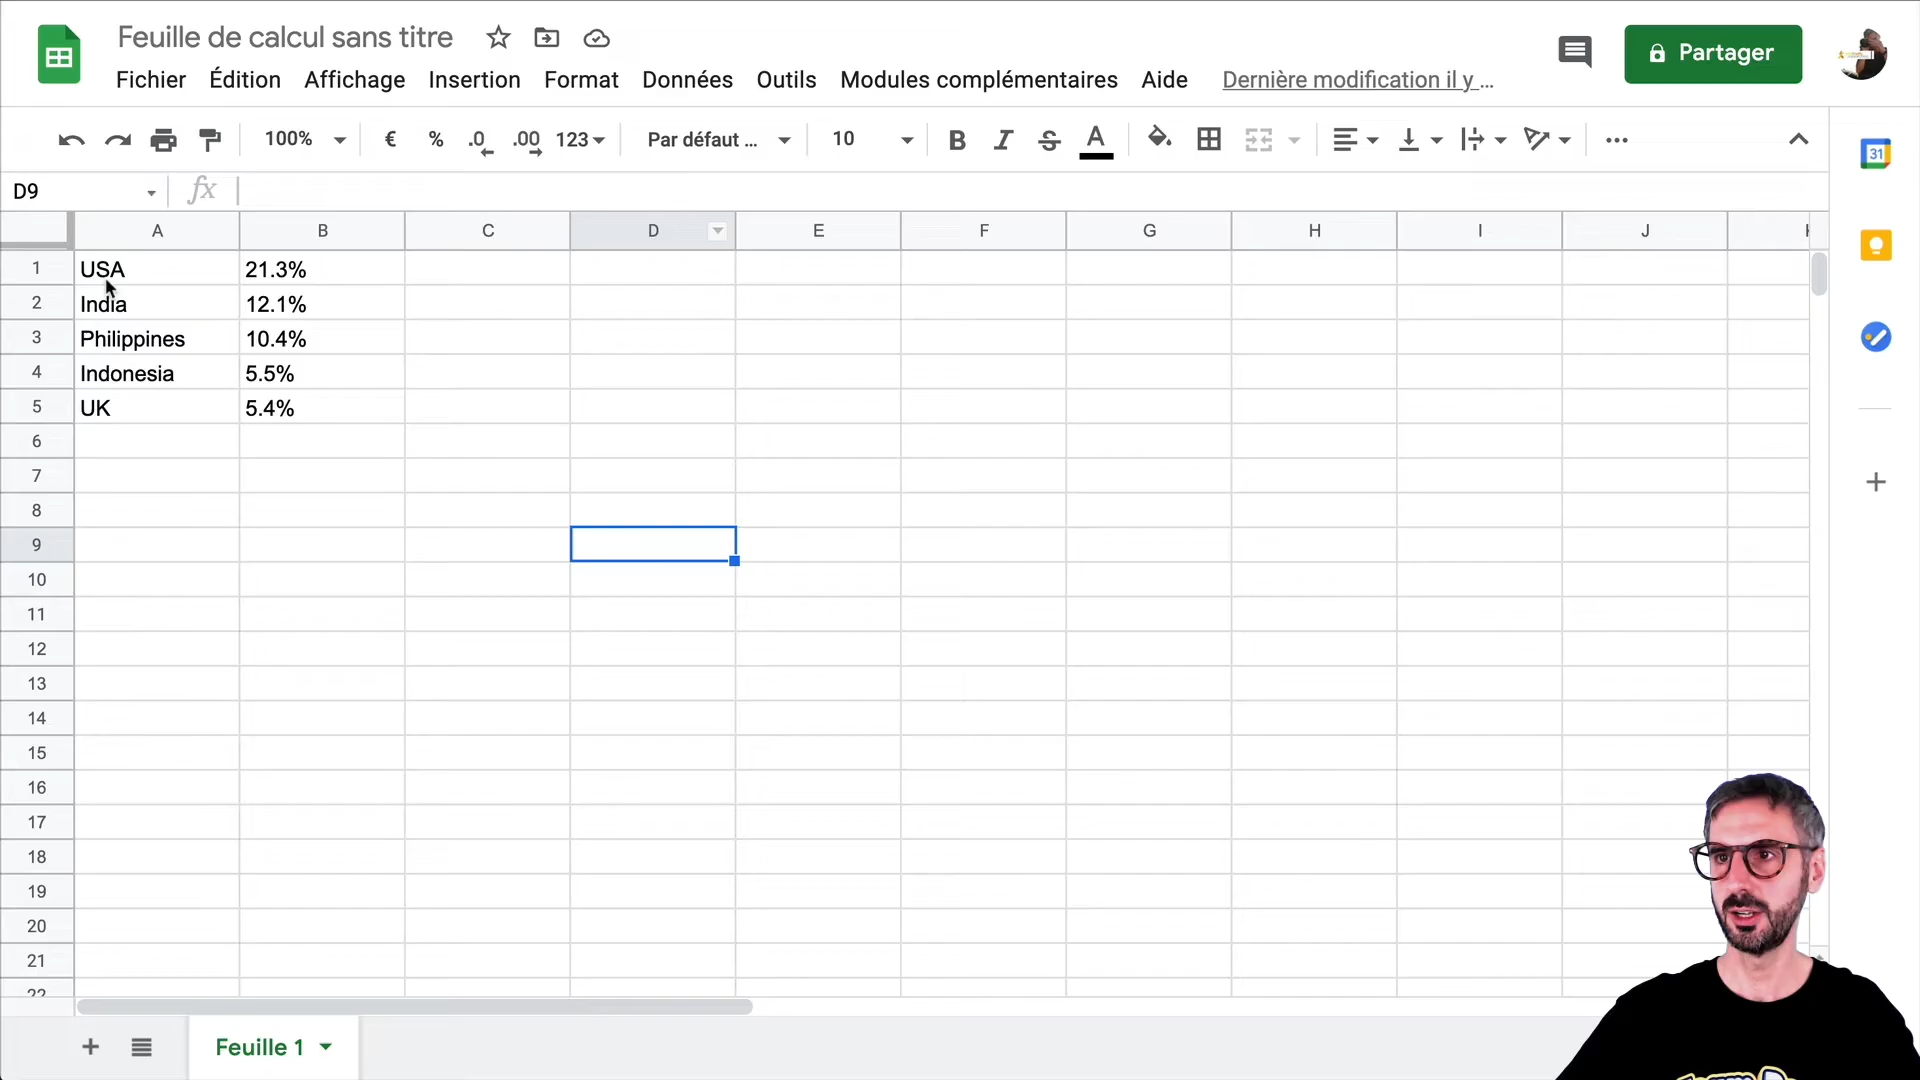 Feuille de calcul sans titre
Fichier Édition Affichage Insertion Format Données Outils Modules complémentaires Aide Dernière modification il y ...
Partager
100% € % .0 .00 123 Par défaut ... 10 B I S A
31
D9 fx
A B C D E F G H I J
1 USA 21.3%
2 India 12.1%
3 Philippines 10.4%
4 Indonesia 5.5%
5 UK 5.4%
6
7
8
9
10
11
12
13
14
15
16
17
18
19
20
21
22
Feuille 1